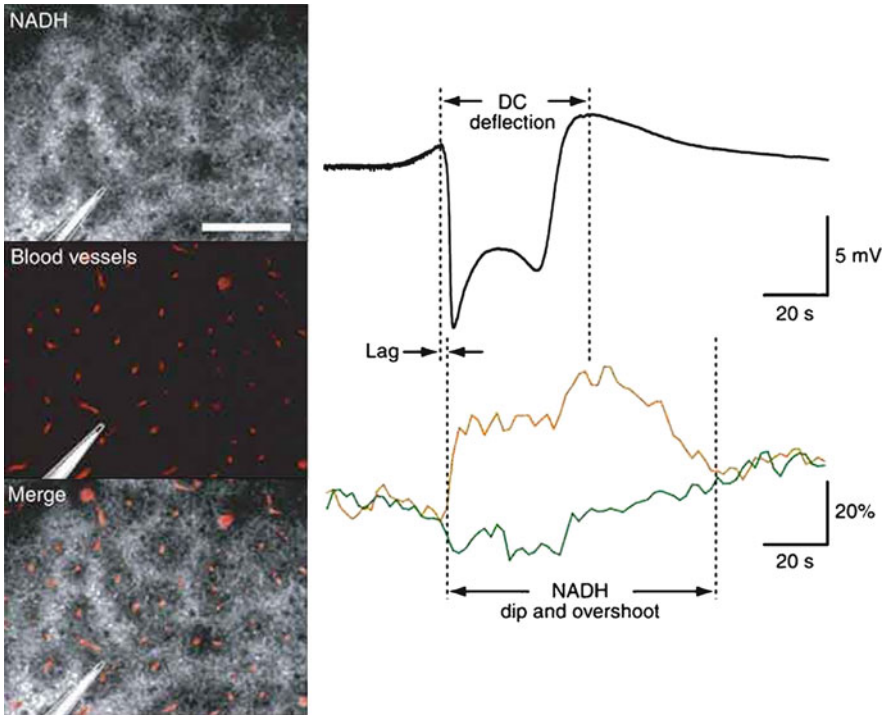 NADH
Blood vessels
Merge
DC
deflection
5 mV
20 s
Lag
20%
20 s
NADH
dip and overshoot